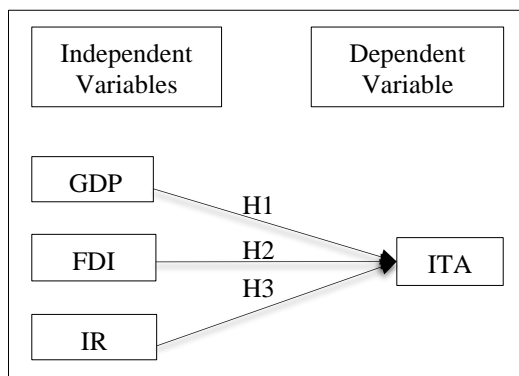 Independent
Variables
Dependent
Variable
GDP
H1
FDI
H2
ITA
H3
IR